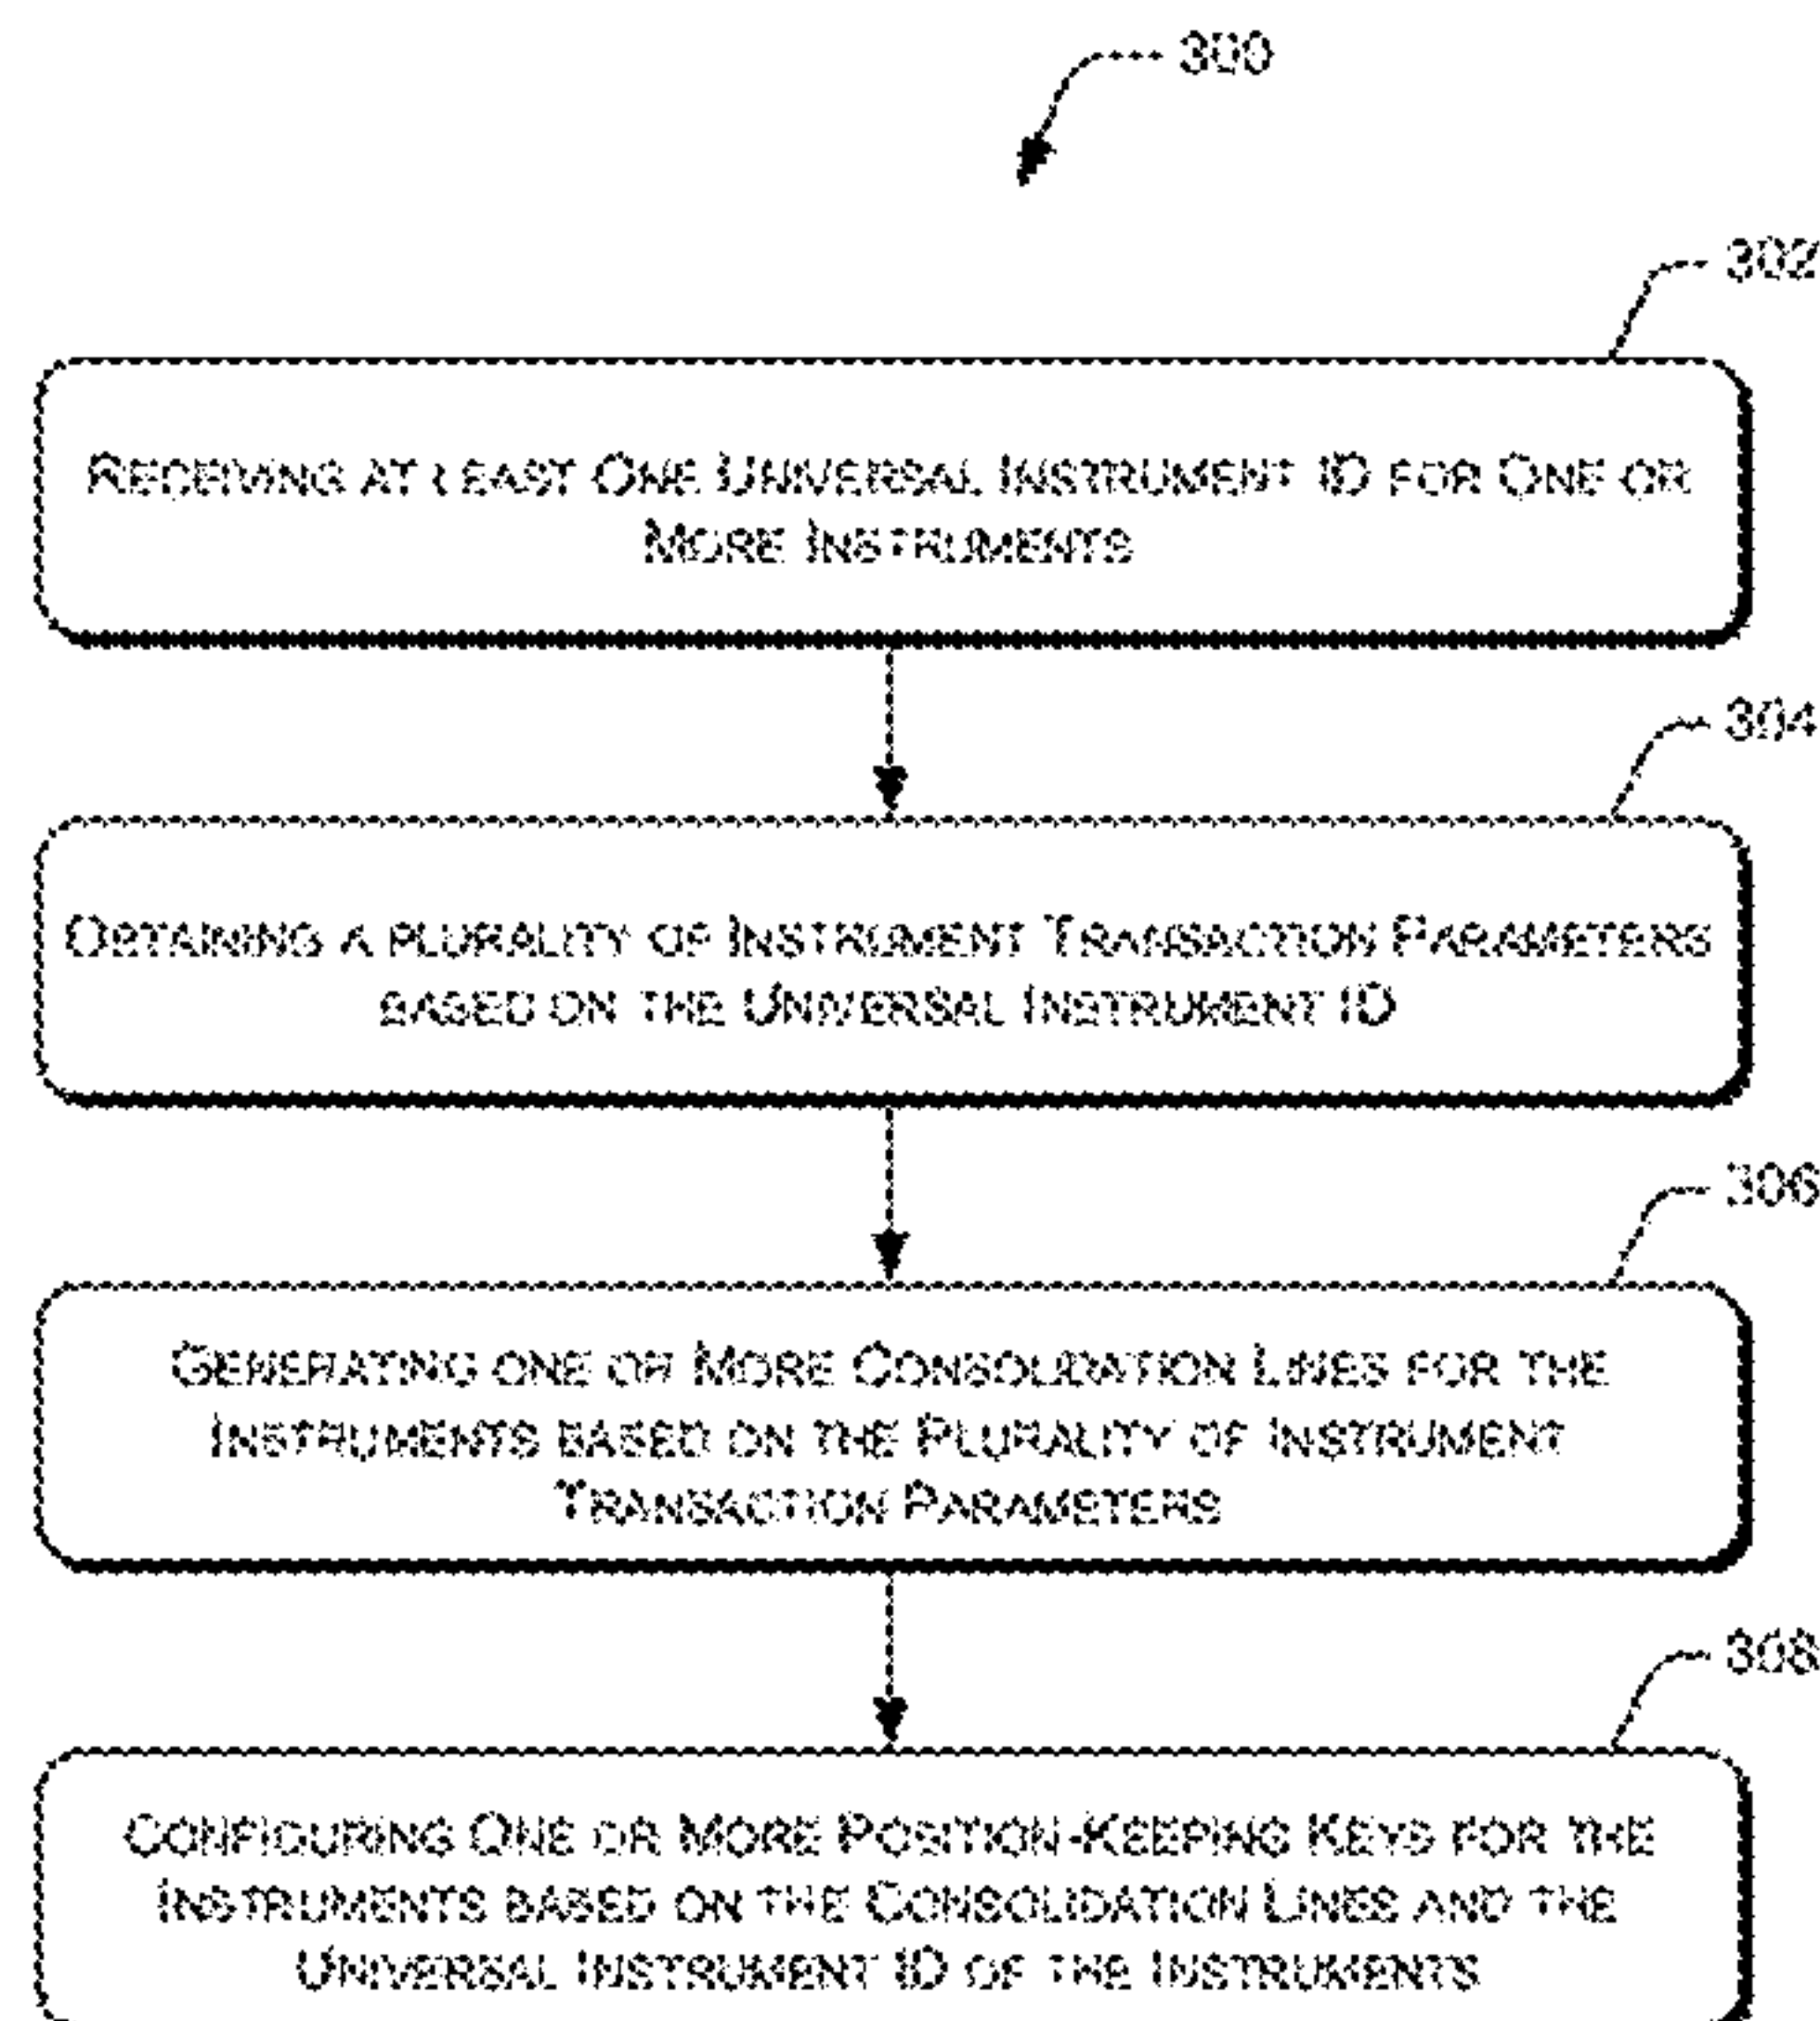 300
302
RECEIVING AT LEAST ONE UNIVERSAL INSTRUMENT ID FOR ONE OR
MORE INSTRUMENTS
304
OBTAINING A PLURALITY OF INSTRUMENT TRANSACTION PARAMETERS
BASED ON THE UNIVERSAL INSTRUMENT ID
306
GENERATING ONE OR MORE CONSOLIDATION LINES FOR THE
INSTRUMENTS BASED ON THE PLURALITY OF INSTRUMENT
TRANSACTION PARAMETERS
308
CONFIGURING ONE OR MORE POSITION-KEEPING KEYS FOR THE
INSTRUMENTS BASED ON THE CONSOLIDATION LINES AND THE
UNIVERSAL INSTRUMENT ID OF THE INSTRUMENTS